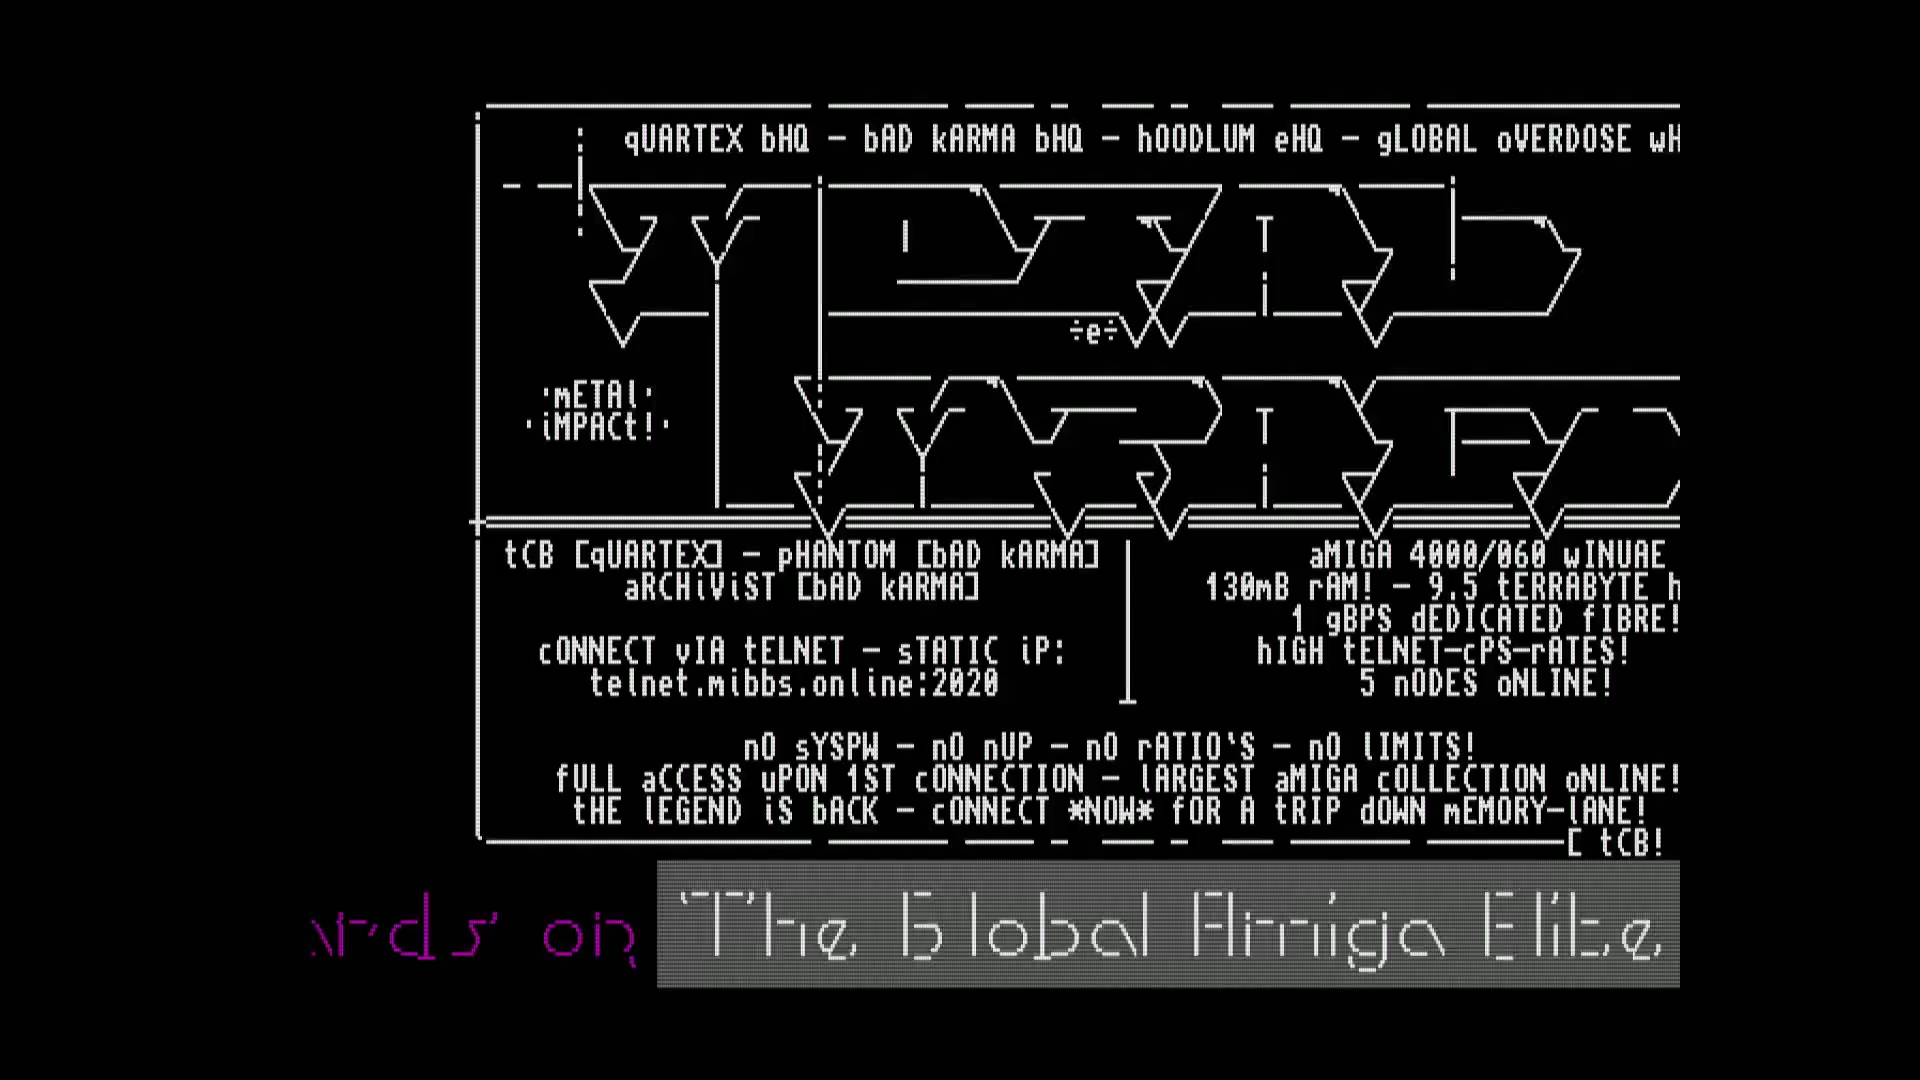 qUARTEX bHQ - bAD kARMA bHQ - hOODLUM eHQ - gLOBAL oVERDOSE wH
÷e÷
:mETAl:
·iMPACt!·
tCB [qUARTEX] - pHANTOM [bAD kARMA]
aRCHiViST [bAD kARMA]
cONNECT vIA tELNET - sTATIC iP:
telnet.mibbs.online:2020
aMIGA 4000/060 wINUAE
130mB rAM! - 9.5 tERRABYTE h
1 gBPS dEDICATED fIBRE!
hIGH tELNET-cPS-rATES!
5 nODES oNLINE!
nO sYSPW - nO nUP - nO rATIO'S - nO lIMITS!
fULL aCCESS uPON 1ST cONNECTION - lARGEST aMIGA cOLLECTION oNLINE!
tHE lEGEND iS bACK - cONNECT *NOW* fOR A tRIP dOWN mEMORY-lANE!
[ tCB!
ards on The Global Amiga Elite